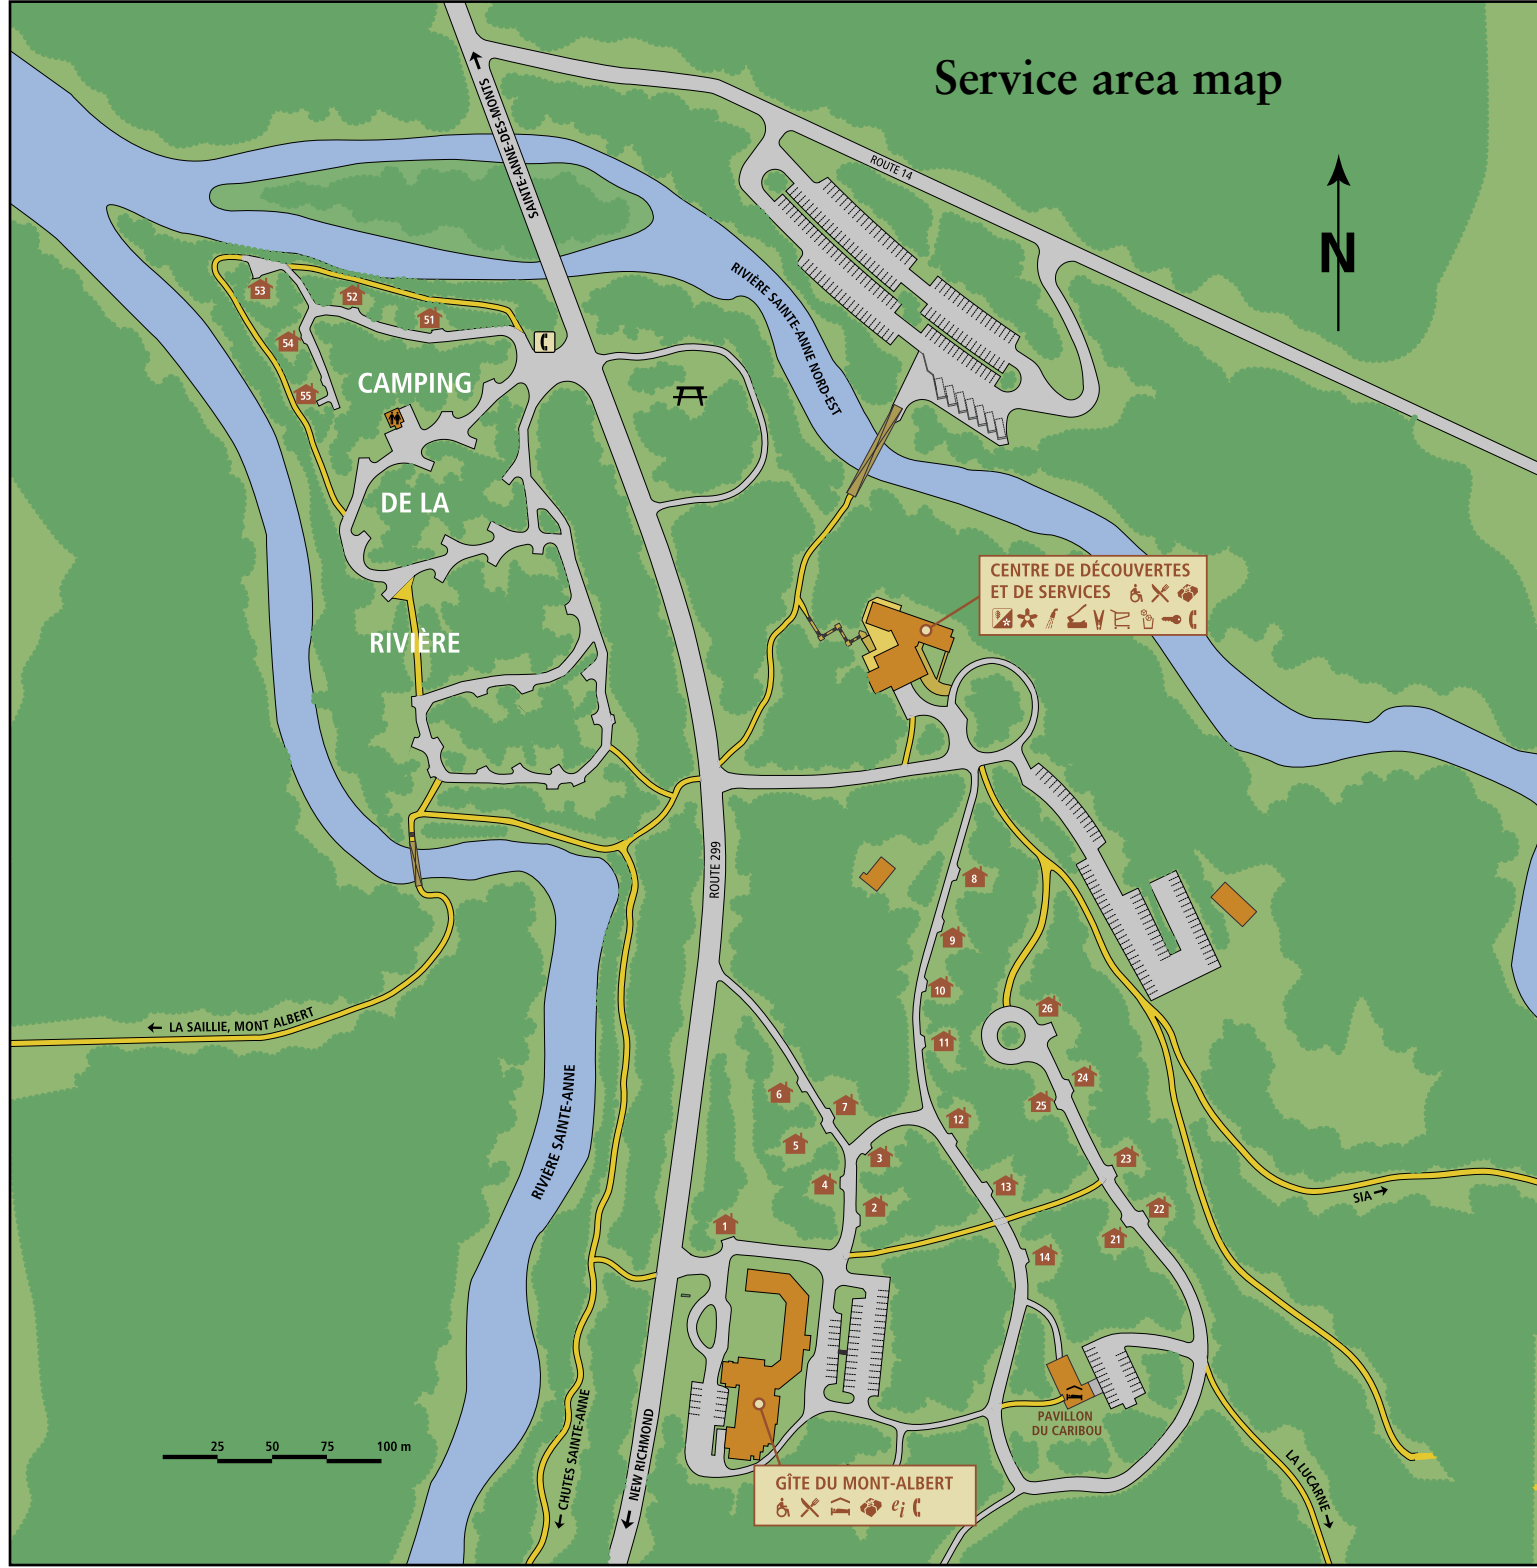 Service area map
SAINTE-ANNE-DES-MONTS
ROUTE 14
N
RIVIÈRE SAINTE-ANNE NORD-EST
53
52
51
54
55
CAMPING
DE LA
RIVIÈRE
CENTRE DE DÉCOUVERTES
ET DE SERVICES
ROUTE 299
8
9
10
11
26
24
25
12
6
7
5
3
4
2
13
23
22
21
14
1
LA SAILLIE, MONT ALBERT
RIVIÈRE SAINTE-ANNE
SIA
PAVILLON
DU CARIBOU
25 50 75 100 m
CHUTES SAINTE-ANNE
NEW RICHMOND
LA LUCARNE
GÎTE DU MONT-ALBERT
ei